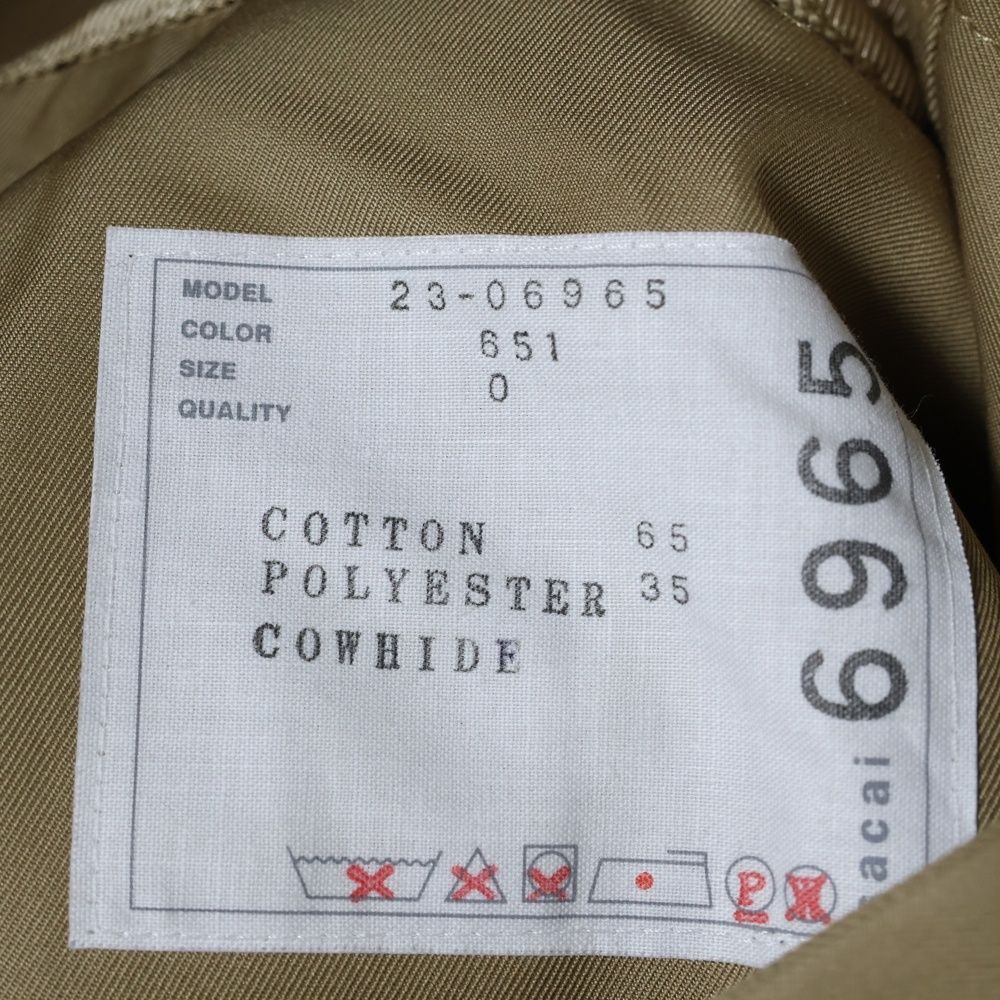 MODEL 23-06965
COLOR 651
SIZE 0
QUALITY
COTTON 65
POLYESTER 35
COWHIDE
P
W
acai 6965